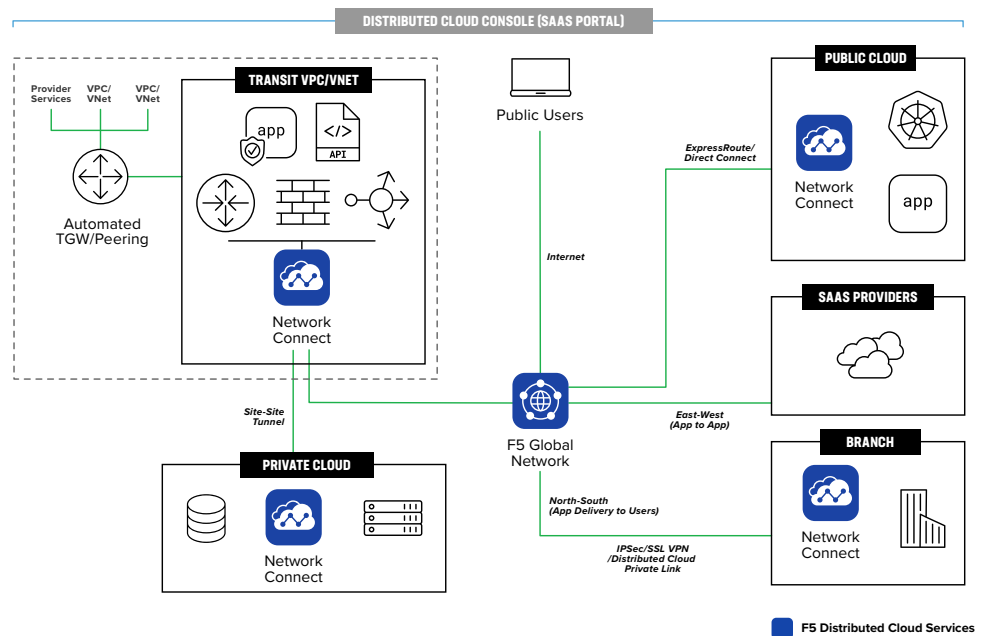 DISTRIBUTED CLOUD CONSOLE (SAAS PORTAL)
Provider
Services
VPC/
VNet
VPC/
VNet
Automated
TGW/Peering
TRANSIT VPC/VNET
app
</>
API
Network
Connect
Public Users
Internet
PUBLIC CLOUD
ExpressRoute/
Direct Connect
Network
Connect
app
SAAS PROVIDERS
East-West
(App to App)
F5 Global
Network
Site-Site
Tunnel
PRIVATE CLOUD
Network
Connect
BRANCH
Network
Connect
North-South
(App Delivery to Users)
IPSec/SSL VPN
/Distributed Cloud
Private Link
F5 Distributed Cloud Services